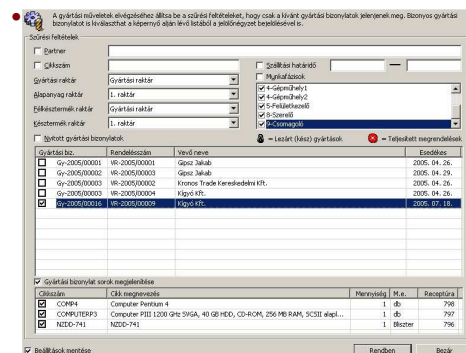 A gyártási műveletek elvégzéséhez állítsa be a szűrési feltételeket, hogy csak a kívánt gyártási bizonylatok jelenjenek meg. Bizonyos gyártási
bizonylatokat is kiválaszthat a képernyő alján lévő listából a jelölőnégyzet bejelölésével is.
Szűrési feltételek
Partner
Cikkszám
Szállítási határidő
Gyártási raktár Gyártási raktár
Munkafázisok
Alapanyag raktár 1. raktár
4-Gépműhely1
4-Gépműhely2
Félkésztermék raktár Gyártási raktár
5-Felületkezelő
8-Szerelő
Késztermék raktár 1. raktár
9-Csomagoló
Nyitott gyártási bizonylatok
= Lezárt (kész) gyártások
= Teljesített megrendelések
Gyártási biz. Rendelésszám Vevő neve Esedékes
Gy-2005/00001 VR-2005/00001 Gipsz Jakab 2005. 04. 26.
Gy-2005/00002 VR-2005/00003 Gipsz Jakab 2005. 04. 29.
Gy-2005/00003 VR-2005/00002 Kronos Trade Kereskedelmi Kft. 2005. 04. 26.
Gy-2005/00003 VR-2005/00004 Kígyó Kft. 2005. 04. 26.
Gy-2005/00016 VR-2005/00009 Kígyó Kft. 2005. 07. 18.
Gyártási bizonylat sorok megjelenítése
Cikkszám Cikk megnevezés Mennyiség M.e. Receptúra
COMP4 Computer Pentium 4 1 db 798
COMPUTERP3 Computer PIII 1200 GHz SVGA, 40 GB HDD, CD-ROM, 256 MB RAM, SCSII alapl... 1 db 797
NZDD-741 NZDD-741 1 Bliszter 796
Beállítások mentése
Rendben
Bezár